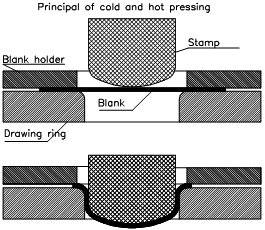 Principal of cold and hot pressing
Stamp
Blank holder
Blank
Drawing ring